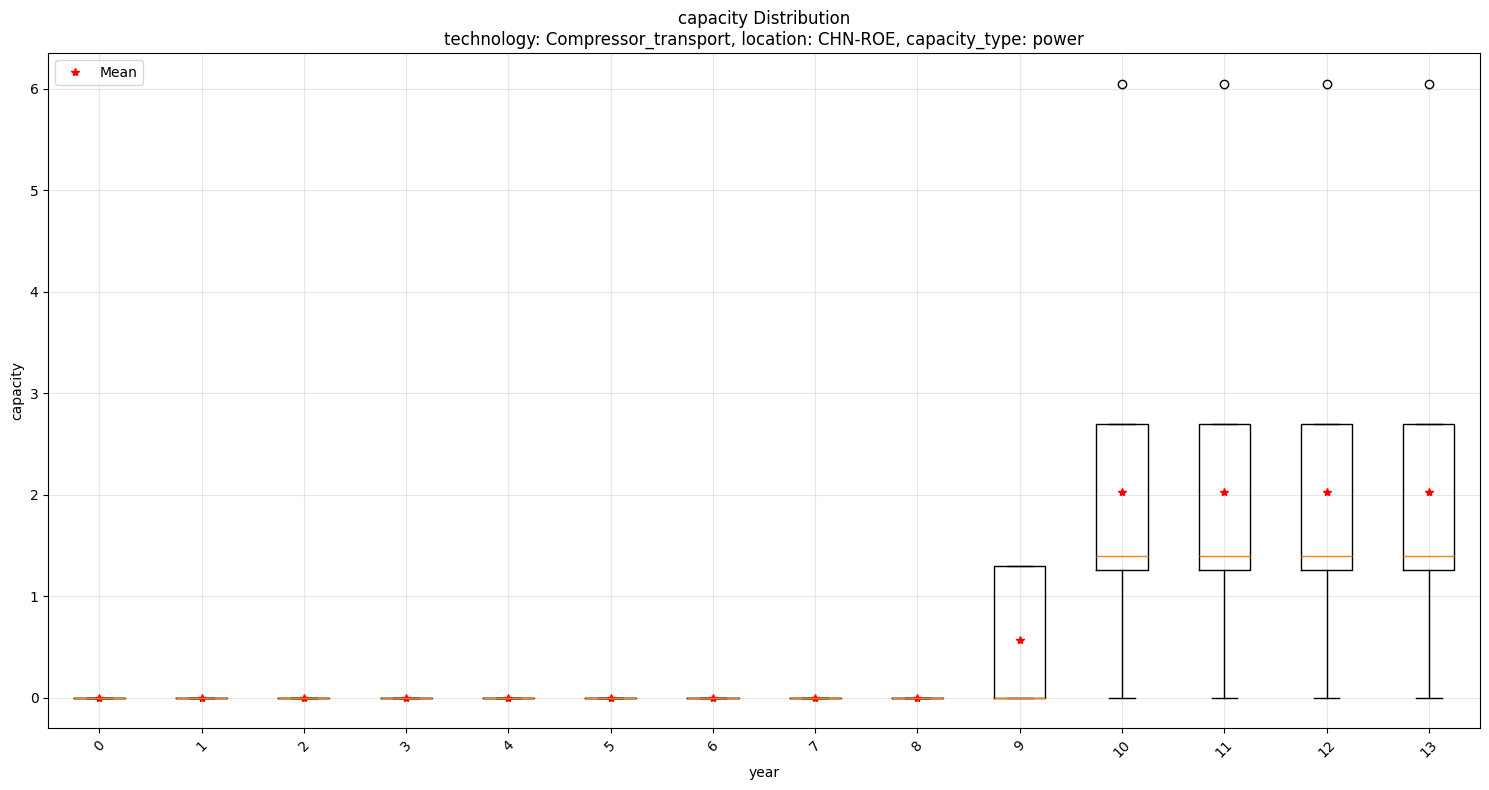 capacity Distribution
technology: Compressor_transport, location: CHN-ROE, capacity_type: power
Mean
capacity
6
5
4
3
2
1
0
0 1 2 3 4 5 6 7 8 9 10 11 12 13
year